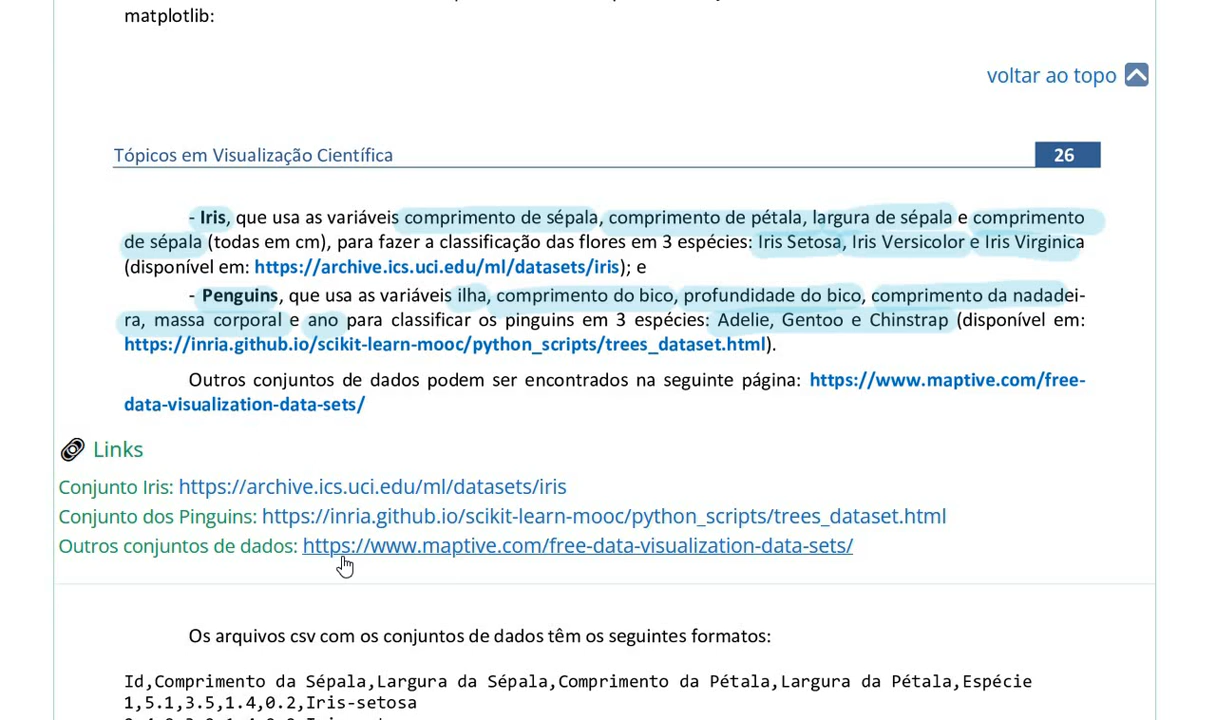 matplotlib:
voltar ao topo
Tópicos em Visualização Científica 26
- Iris, que usa as variáveis comprimento de sépala, comprimento de pétala, largura de sépala e comprimento
de sépala (todas em cm), para fazer a classificação das flores em 3 espécies: Iris Setosa, Iris Versicolor e Iris Virginica
(disponível em: https://archive.ics.uci.edu/ml/datasets/iris); e
- Penguins, que usa as variáveis ilha, comprimento do bico, profundidade do bico, comprimento da nadadei-
ra, massa corporal e ano para classificar os pinguins em 3 espécies: Adelie, Gentoo e Chinstrap (disponível em:
https://inria.github.io/scikit-learn-mooc/python_scripts/trees_dataset.html).
Outros conjuntos de dados podem ser encontrados na seguinte página: https://www.maptive.com/free-
data-visualization-data-sets/
Links
Conjunto Iris: https://archive.ics.uci.edu/ml/datasets/iris
Conjunto dos Pinguins: https://inria.github.io/scikit-learn-mooc/python_scripts/trees_dataset.html
Outros conjuntos de dados: https://www.maptive.com/free-data-visualization-data-sets/
Os arquivos csv com os conjuntos de dados têm os seguintes formatos:
Id,Comprimento da Sépala,Largura da Sépala,Comprimento da Pétala,Largura da Pétala,Espécie
1,5.1,3.5,1.4,0.2,Iris-setosa